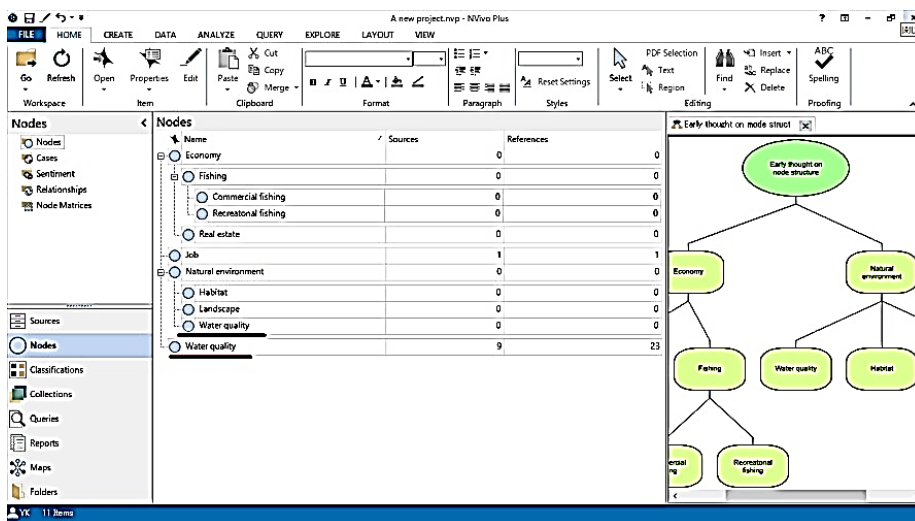 A new project.nvp - NVivo Plus
FILE HOME CREATE DATA ANALYZE QUERY EXPLORE LAYOUT VIEW
Go Refresh Open Properties Edit Paste Cut Copy Merge Reset Settings Select PDF Selection Text Region Find Insert Replace Delete ABC Spelling
Workspace Item Clipboard Format Paragraph Styles Editing Proofing
Nodes
Nodes
Cases
Sentiment
Relationships
Node Matrices
Sources
Nodes
Classifications
Collections
Queries
Reports
Maps
Folders
Nodes
Name Sources References
Economy 0 0
Fishing 0 0
Commercial fishing 0 0
Recreatonal fishing 0 0
Real estate 0 0
Job 1 1
Natural environment 0 0
Habitat 0 0
Landscape 0 0
Water quality 0 0
Water quality 9 23
Early thought on mode struct
Early thought on
node structure
Economy
Natural
environment
Fishing
Water quality
Habitat
Recreatonal
fishing
YK 11 Items